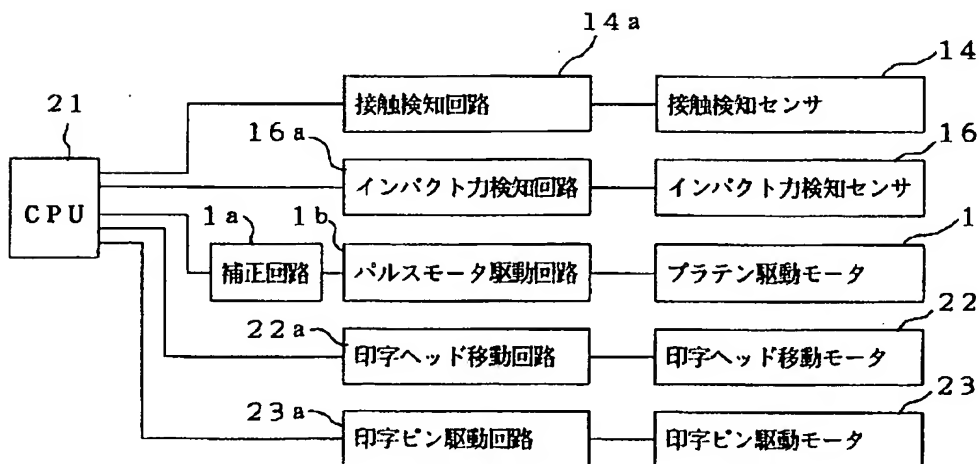 14a
14
21
接触検知回路
接触検知センサ
16a
16
CPU
インパクト力検知回路
インパクト力検知センサ
1a
1b
1
補正回路
パルスモータ駆動回路
プラテン駆動モータ
22a
22
印字ヘッド移動回路
印字ヘッド移動モータ
23a
23
印字ピン駆動回路
印字ピン駆動モータ